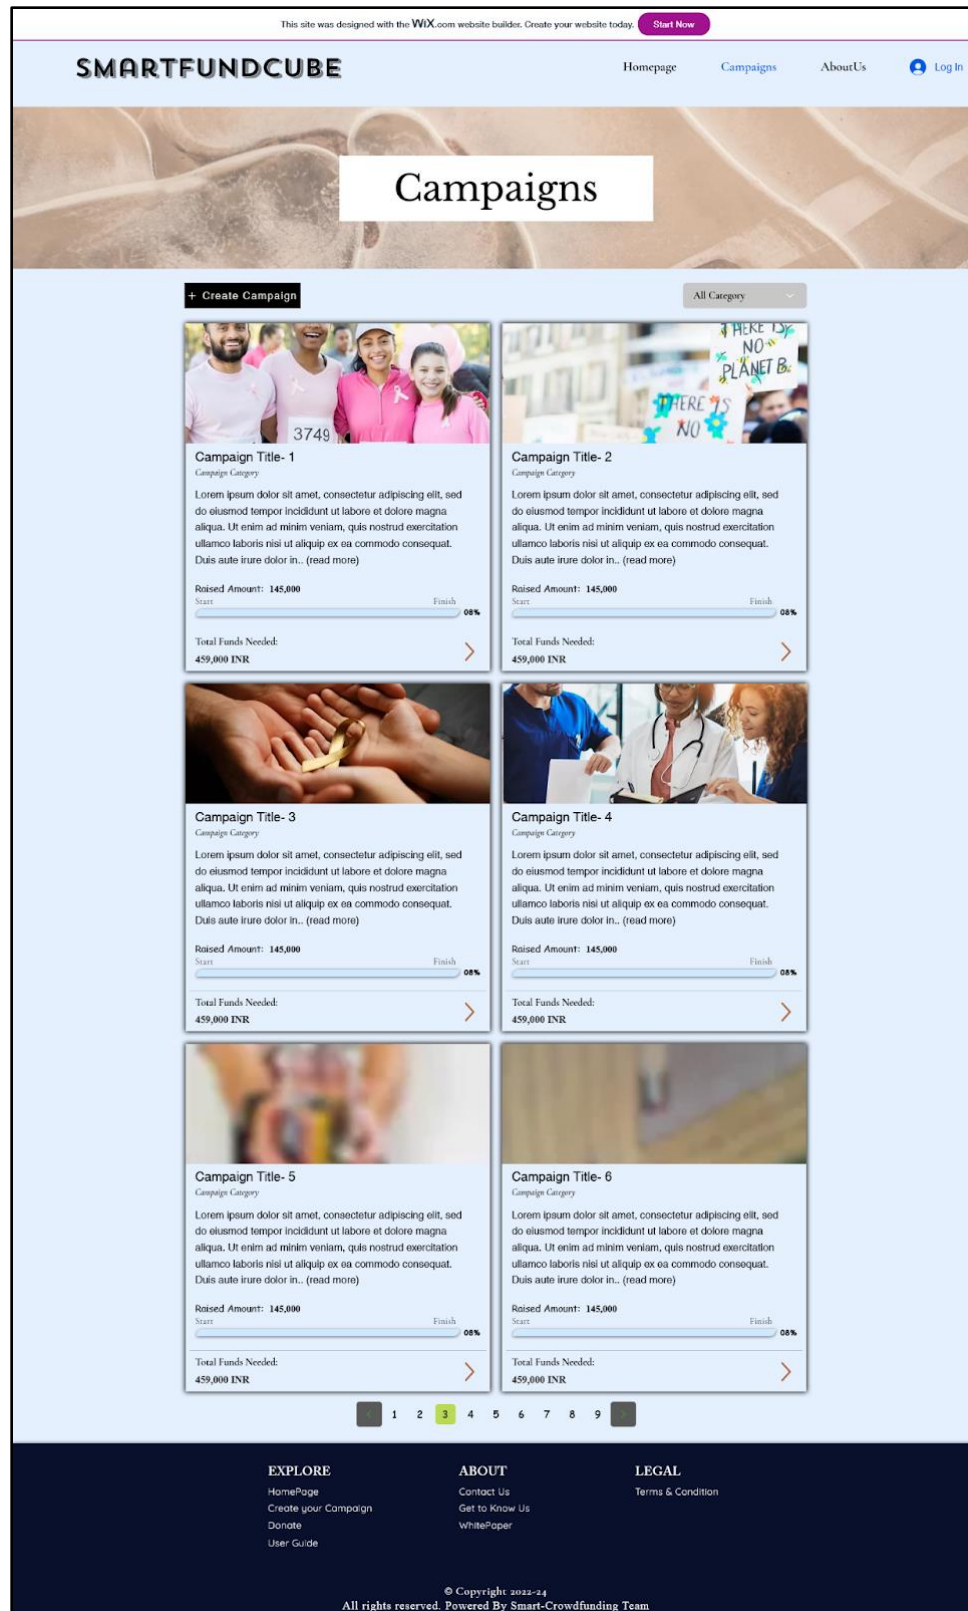 This site was designed with the WiX.com website builder. Create your website today. Start Now
SMARTFUNDCUBE
Homepage Campaigns AboutUs Log In
Campaigns
+ Create Campaign All Category
3749
THERE IS
NO
PLANET B.
THERE IS
NO
Campaign Title- 1
Campaign Category
Lorem ipsum dolor sit amet, consectetur adipiscing elit, sed
do eiusmod tempor incididunt ut labore et dolore magna
aliqua. Ut enim ad minim veniam, quis nostrud exercitation
ullamco laboris nisi ut aliquip ex ea commodo consequat.
Duis aute irure dolor in.. (read more)
Raised Amount: 145,000
Start Finish
08%
Total Funds Needed:
459,000 INR
Campaign Title- 2
Campaign Category
Lorem ipsum dolor sit amet, consectetur adipiscing elit, sed
do eiusmod tempor incididunt ut labore et dolore magna
aliqua. Ut enim ad minim veniam, quis nostrud exercitation
ullamco laboris nisi ut aliquip ex ea commodo consequat.
Duis aute irure dolor in.. (read more)
Raised Amount: 145,000
Start Finish
08%
Total Funds Needed:
459,000 INR
Campaign Title- 3
Campaign Category
Lorem ipsum dolor sit amet, consectetur adipiscing elit, sed
do eiusmod tempor incididunt ut labore et dolore magna
aliqua. Ut enim ad minim veniam, quis nostrud exercitation
ullamco laboris nisi ut aliquip ex ea commodo consequat.
Duis aute irure dolor in.. (read more)
Raised Amount: 145,000
Start Finish
08%
Total Funds Needed:
459,000 INR
Campaign Title- 4
Campaign Category
Lorem ipsum dolor sit amet, consectetur adipiscing elit, sed
do eiusmod tempor incididunt ut labore et dolore magna
aliqua. Ut enim ad minim veniam, quis nostrud exercitation
ullamco laboris nisi ut aliquip ex ea commodo consequat.
Duis aute irure dolor in.. (read more)
Raised Amount: 145,000
Start Finish
08%
Total Funds Needed:
459,000 INR
Campaign Title- 5
Campaign Category
Lorem ipsum dolor sit amet, consectetur adipiscing elit, sed
do eiusmod tempor incididunt ut labore et dolore magna
aliqua. Ut enim ad minim veniam, quis nostrud exercitation
ullamco laboris nisi ut aliquip ex ea commodo consequat.
Duis aute irure dolor in.. (read more)
Raised Amount: 145,000
Start Finish
08%
Total Funds Needed:
459,000 INR
Campaign Title- 6
Campaign Category
Lorem ipsum dolor sit amet, consectetur adipiscing elit, sed
do eiusmod tempor incididunt ut labore et dolore magna
aliqua. Ut enim ad minim veniam, quis nostrud exercitation
ullamco laboris nisi ut aliquip ex ea commodo consequat.
Duis aute irure dolor in.. (read more)
Raised Amount: 145,000
Start Finish
08%
Total Funds Needed:
459,000 INR
< 1 2 3 4 5 6 7 8 9 >
EXPLORE
HomePage
Create your Campaign
Donate
User Guide
ABOUT
Contact Us
Get to Know Us
WhitePaper
LEGAL
Terms & Condition
© Copyright 2022-24
All rights reserved. Powered By Smart-Crowdfunding Team